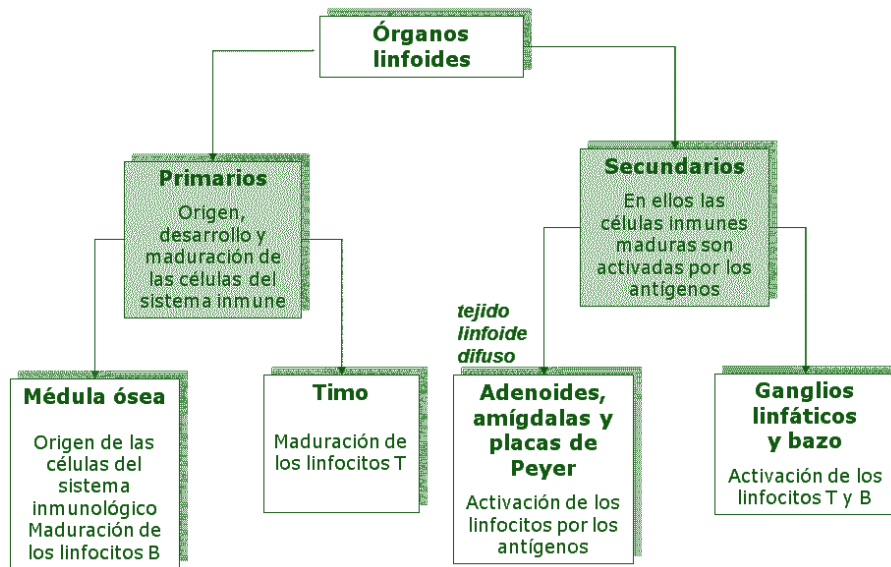 Órganos
linfoides
Primarios
Origen,
desarrollo y
maduración de
las células del
sistema inmune
Secundarios
En ellos las
células inmunes
maduras son
activadas por los
antígenos
tejido
linfoide
difuso
Médula ósea
Origen de las
células del
sistema
inmunológico
Maduración de
los linfocitos B
Timo
Maduración de
los linfocitos T
Adenoides,
amígdalas y
placas de
Peyer
Activación de los
linfocitos por los
antígenos
Ganglios
linfáticos
y bazo
Activación de los
linfocitos T y B